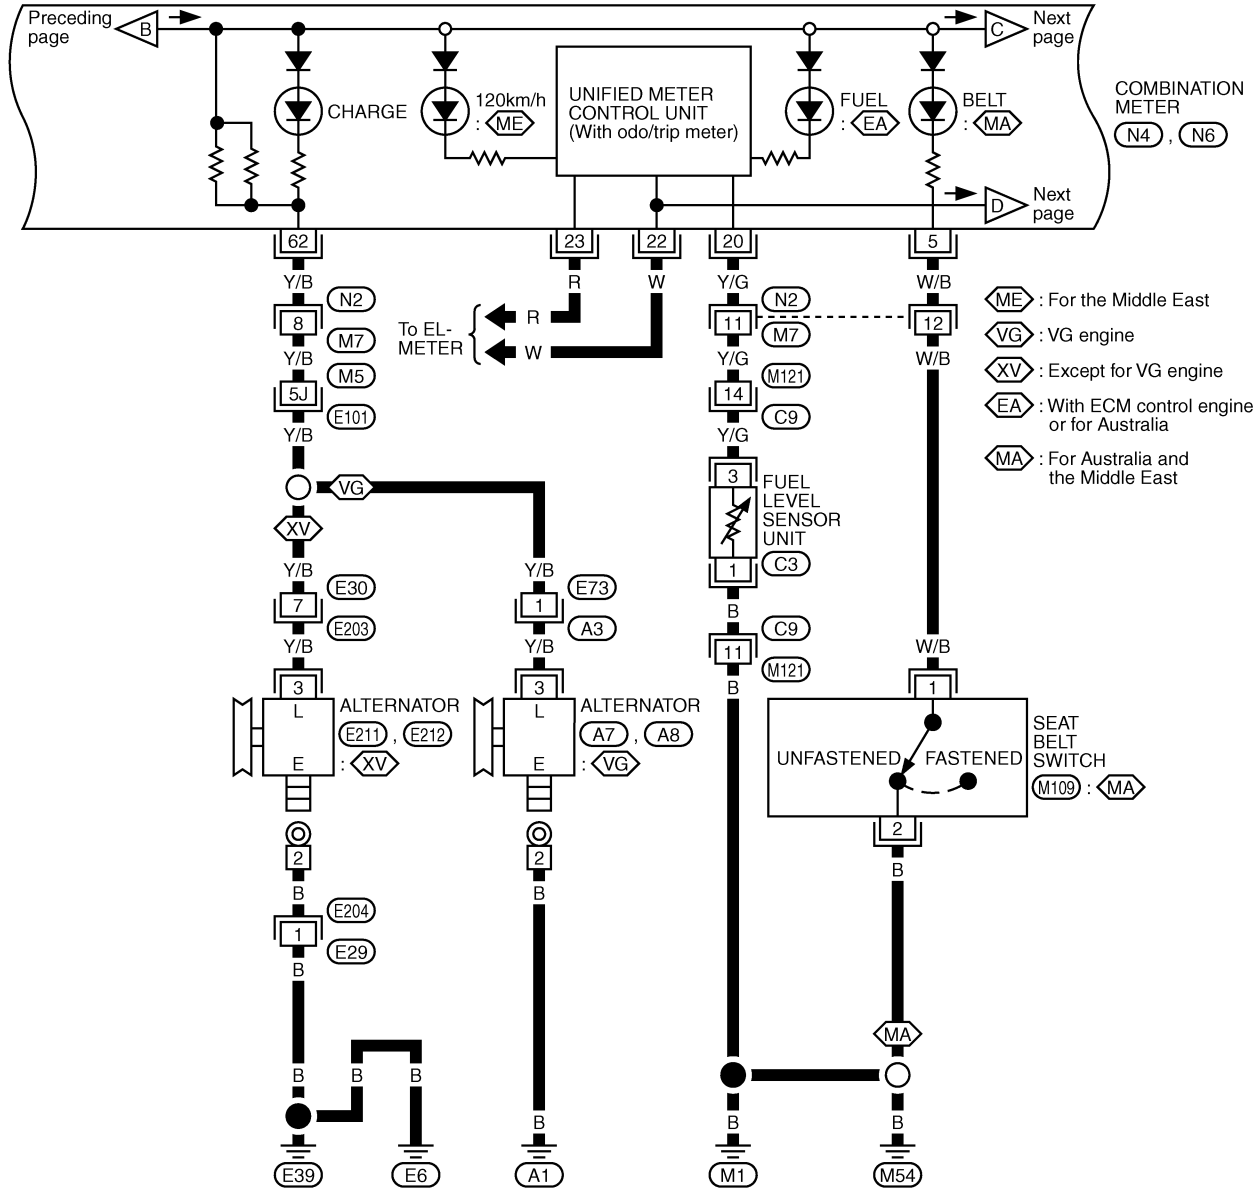 Preceding
page
B
C
Next
page
CHARGE
120km/h
: ME
UNIFIED METER
CONTROL UNIT
(With odo/trip meter)
FUEL
: EA
BELT
: MA
COMBINATION
METER
N4 , N6
D
Next
page
62
23
22
20
5
Y/B
R
W
Y/G
W/B
8
N2
M7
To EL-
METER
R
W
11
N2
M7
12
Y/B
Y/G
W/B
5J
M5
E101
14
M121
C9
Y/B
Y/G
ME : For the Middle East
VG : VG engine
XV : Except for VG engine
EA : With ECM control engine
or for Australia
MA : For Australia and
the Middle East
VG
XV
3
FUEL
LEVEL
SENSOR
UNIT
C3
1
Y/B
Y/B
B
7
E30
E203
1
E73
A3
11
C9
M121
Y/B
Y/B
B
W/B
3
L
E
ALTERNATOR
E211 , E212
: XV
3
L
E
ALTERNATOR
A7 , A8
: VG
1
UNFASTENED
FASTENED
SEAT
BELT
SWITCH
M109 : MA
2
2
2
B
B
B
1
E204
E29
B
MA
B
B
B
B
B
B
E39
E6
A1
M1
M54